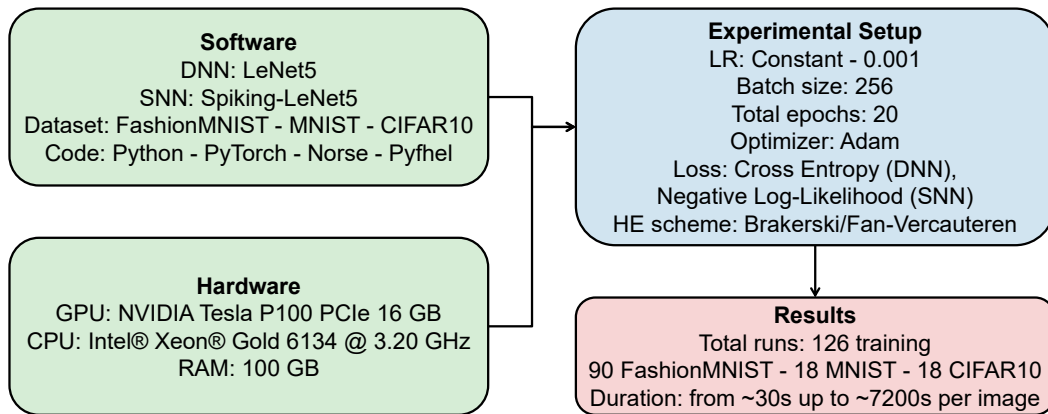 Software
DNN: LeNet5
SNN: Spiking-LeNet5
Dataset: FashionMNIST - MNIST - CIFAR10
Code: Python - PyTorch - Norse - Pyfhel
Hardware
GPU: NVIDIA Tesla P100 PCIe 16 GB
CPU: Intel® Xeon® Gold 6134 @ 3.20 GHz
RAM: 100 GB
Experimental Setup
LR: Constant - 0.001
Batch size: 256
Total epochs: 20
Optimizer: Adam
Loss: Cross Entropy (DNN),
Negative Log-Likelihood (SNN)
HE scheme: Brakerski/Fan-Vercauteren
Results
Total runs: 126 training
90 FashionMNIST - 18 MNIST - 18 CIFAR10
Duration: from ~30s up to ~7200s per image